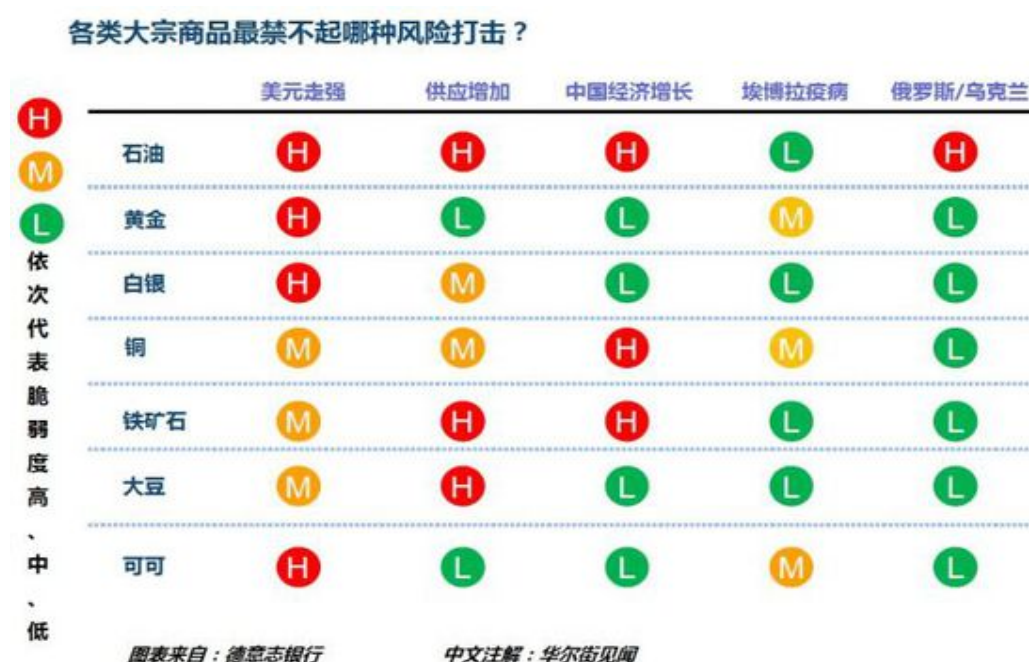 各类大宗商品最禁不起哪种风险打击？
美元走强 供应增加 中国经济增长 埃博拉疫病 俄罗斯/乌克兰
H
M
L
依次代表脆弱度高、中、低
石油 H H H L H
黄金 H L L M L
白银 H M L L L
铜 M M H M L
铁矿石 M H H L L
大豆 M H L L L
可可 H L L M L
图表来自：德意志银行 中文注解：华尔街见闻